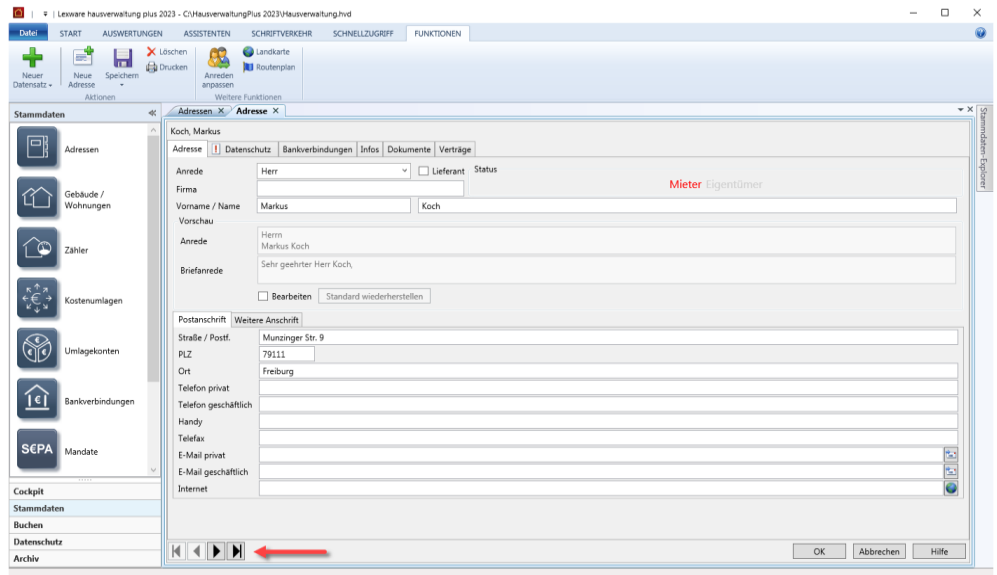 Lexware hausverwaltung plus 2023 - C:\HausverwaltungPlus 2023\Hausverwaltung.hvd
Datei START AUSWERTUNGEN ASSISTENTEN SCHRIFTVERKEHR SCHNELLZUGRIFF FUNKTIONEN
Neuer Datensatz
Neue Adresse
Speichern
Löschen
Drucken
Aktionen
Anreden anpassen
Landkarte
Routenplan
Weitere Funktionen
Stammdaten
Adressen
Gebäude / Wohnungen
Zähler
Kostenumlagen
Umlagekonten
Bankverbindungen
S€PA
Mandate
Cockpit
Stammdaten
Buchen
Datenschutz
Archiv
Adressen Adresse
Koch, Markus
Adresse Datenschutz Bankverbindungen Infos Dokumente Verträge
Anrede Herr Lieferant Status
Firma
Mieter Eigentümer
Vorname / Name Markus Koch
Vorschau
Anrede
Herrn
Markus Koch
Briefanrede
Sehr geehrter Herr Koch,
Bearbeiten Standard wiederherstellen
Postanschrift Weitere Anschrift
Straße / Postf. Munzinger Str. 9
PLZ 79111
Ort Freiburg
Telefon privat
Telefon geschäftlich
Handy
Telefax
E-Mail privat
E-Mail geschäftlich
Internet
OK Abbrechen Hilfe
Stammdaten-Explorer